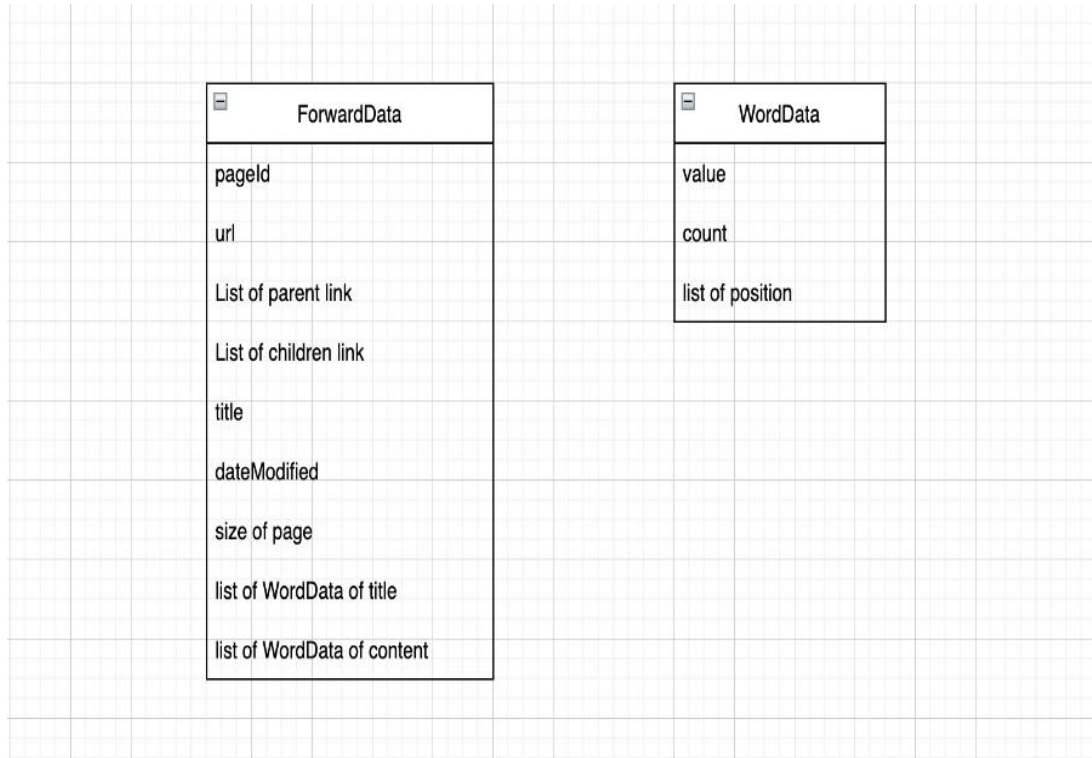 ForwardData
pageId
url
List of parent link
List of children link
title
dateModified
size of page
list of WordData of title
list of WordData of content
WordData
value
count
list of position